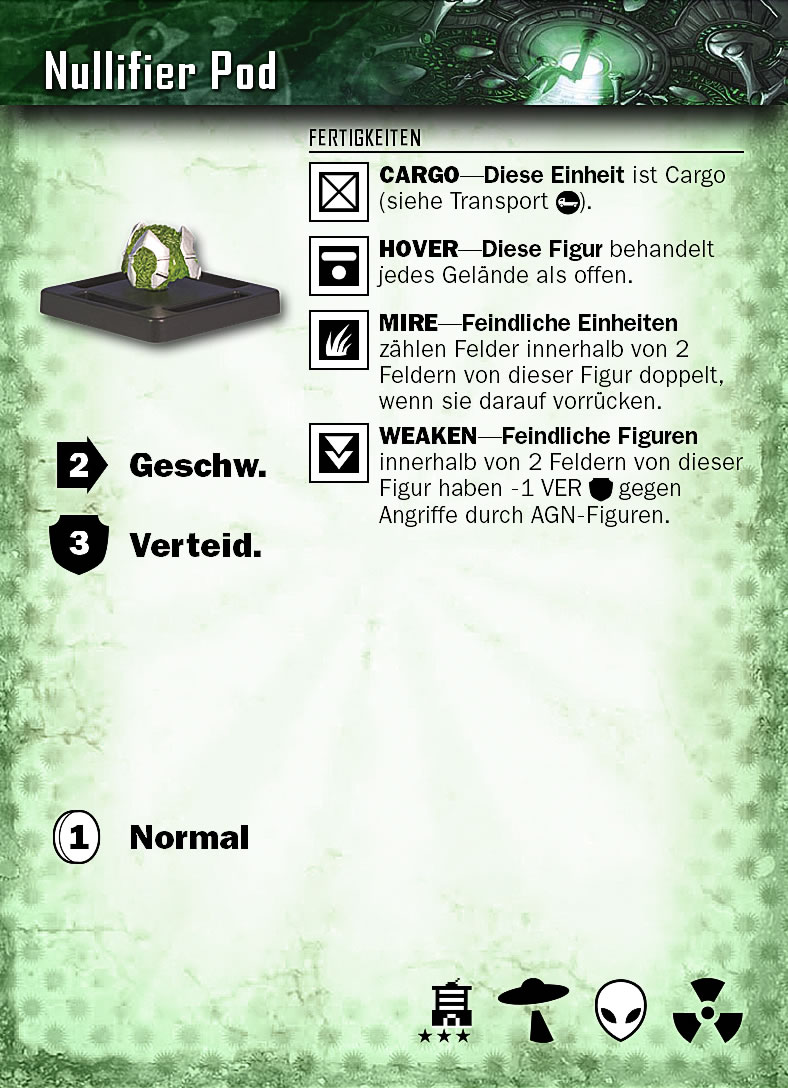 Nullifier Pod
FERTIGKEITEN
CARGO—Diese Einheit ist Cargo
(siehe Transport ).
HOVER—Diese Figur behandelt
jedes Gelände als offen.
MIRE—Feindliche Einheiten
zählen Felder innerhalb von 2
Feldern von dieser Figur doppelt,
wenn sie darauf vorrücken.
WEAKEN—Feindliche Figuren
innerhalb von 2 Feldern von dieser
Figur haben -1 VER gegen
Angriffe durch AGN-Figuren.
2 Geschw.
3 Verteid.
1 Normal